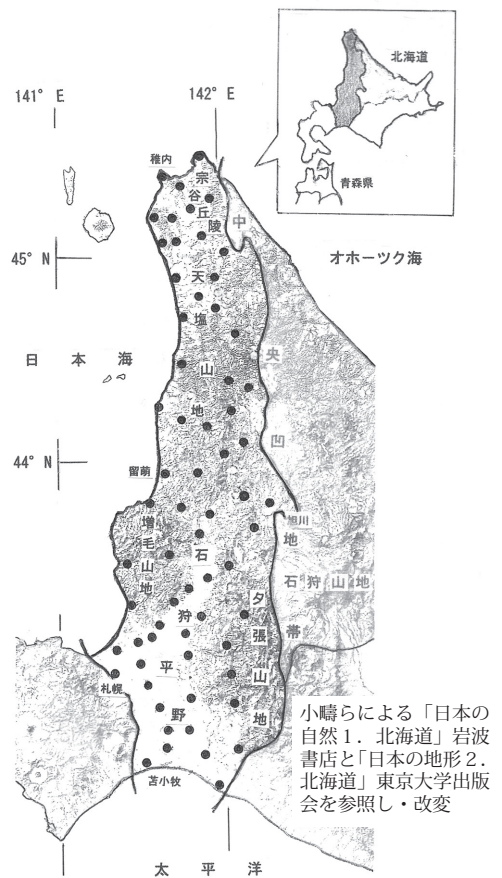 141° E
142° E
北海道
青森県
稚内
宗谷丘陵
中央凹地帯
45° N
オホーツク海
天塩山地
日本海
44° N
留萌
増毛山地
旭川
石狩山地
石狩平野
夕張山地
札幌
苫小牧
太平洋
小疇らによる「日本の
自然1.北海道」岩波
書店と「日本の地形2.
北海道」東京大学出版
会を参照し・改変